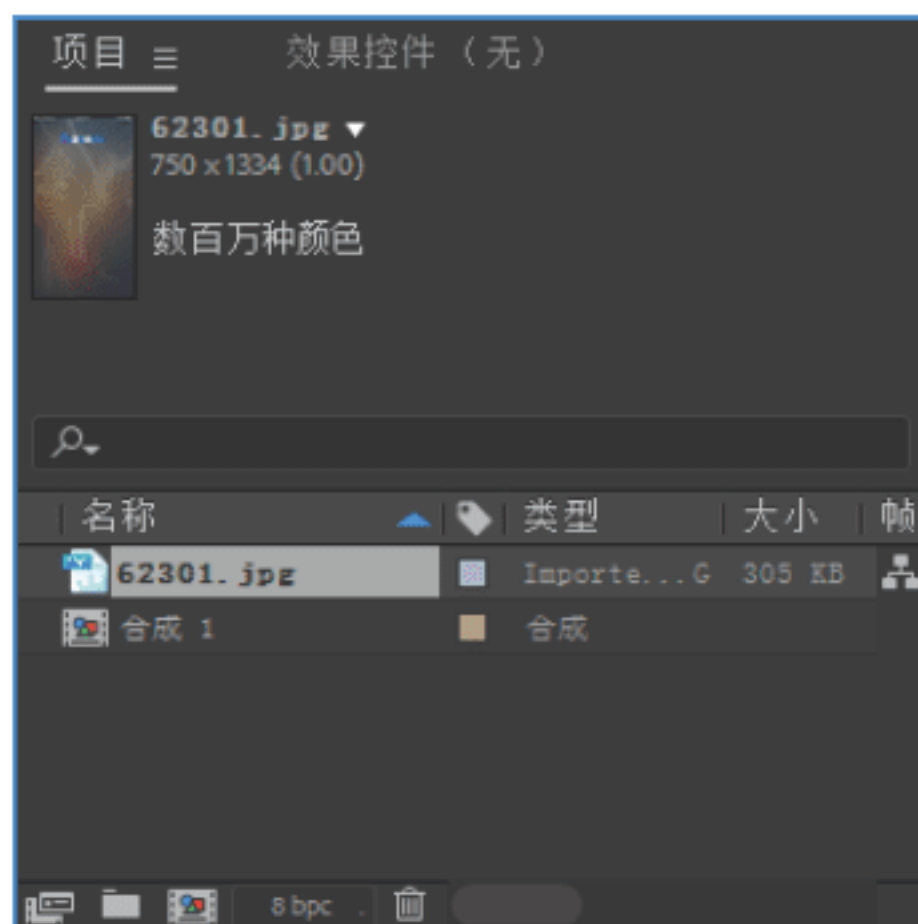 项目 效果控件 (无)
62301.jpg
750 x 1334 (1.00)
数百万种颜色
名称 类型 大小 帧
62301.jpg Importe...G 305 KB
合成 1 合成
8 bpc